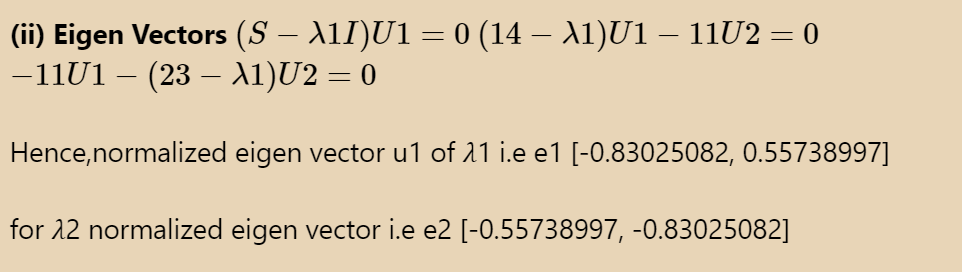 (ii) Eigen Vectors (S − λ1I)U1 = 0 (14 − λ1)U1 − 11U2 = 0
−11U1 − (23 − λ1)U2 = 0
Hence,normalized eigen vector u1 of λ1 i.e e1 [-0.83025082, 0.55738997]
for λ2 normalized eigen vector i.e e2 [-0.55738997, -0.83025082]